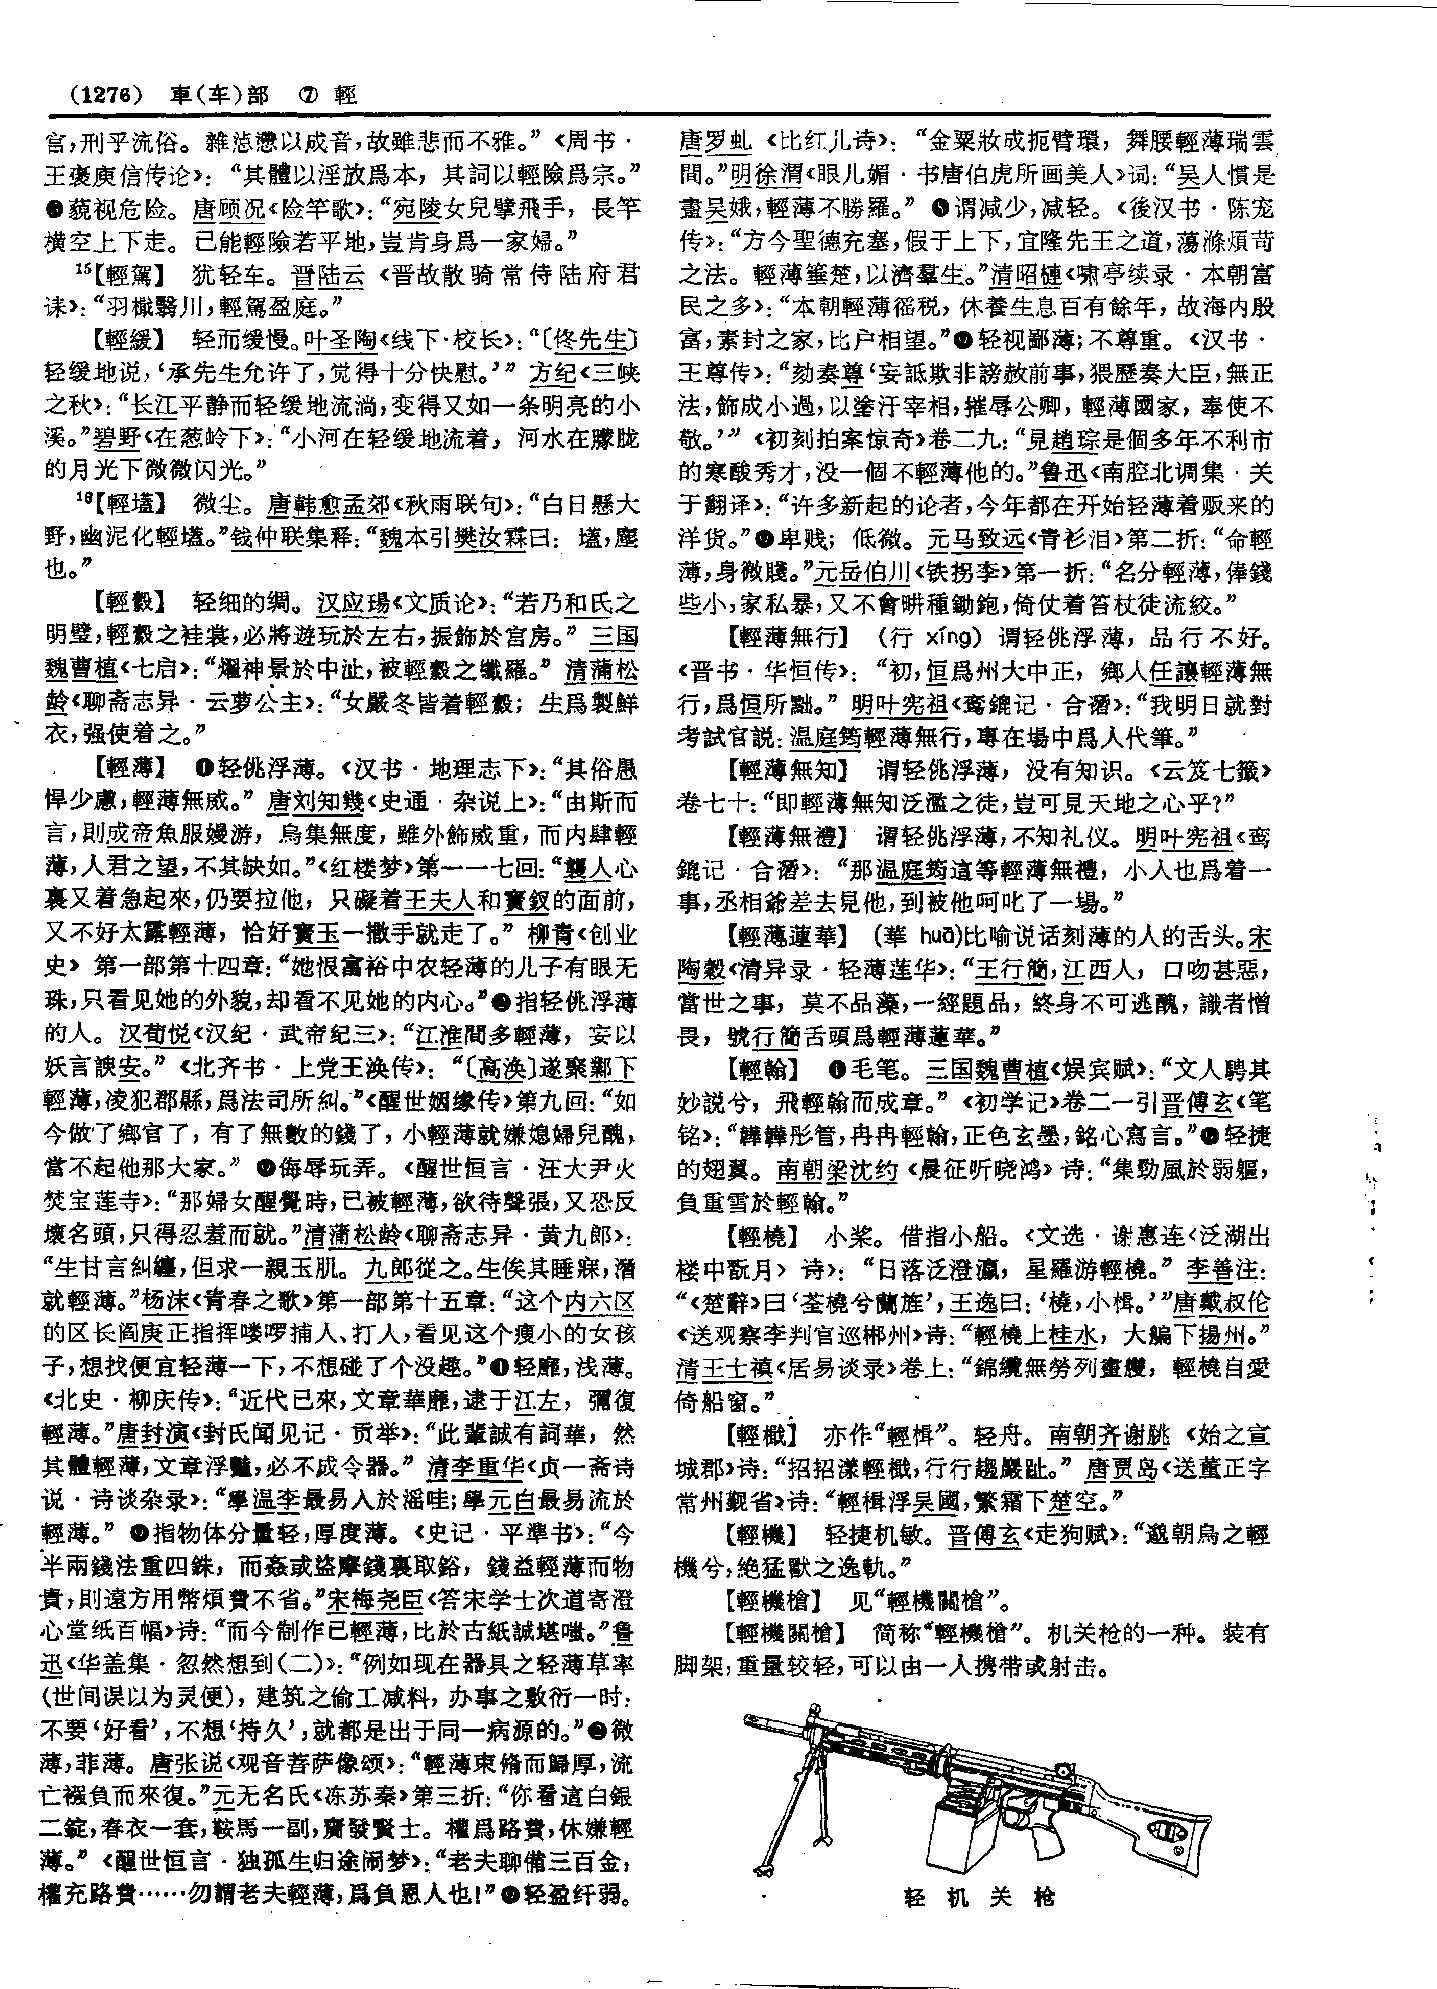 (1276) 車(车)部 ⑦ 輕
官,刑乎流俗。雜惉懘以成音,故雖悲而不雅。”《周书·
王褒庾信传论》:“其體以淫放爲本,其詞以輕險爲宗。”
❸藐视危险。唐顾况《险竿歌》:“宛陵女兒擘飛手,長竿
横空上下走。已能輕險若平地,豈肯身爲一家婦。”
15【輕駕】 犹轻车。晋陆云《晋故散骑常侍陆府君
诔》:“羽檝翳川,輕駕盈庭。”
【輕緩】 轻而缓慢。叶圣陶《线下·校长》:“〔佟先生〕
轻缓地说,‘承先生允许了,觉得十分快慰。’” 方纪《三峡
之秋》:“长江平静而轻缓地流淌,变得又如一条明亮的小
溪。”碧野《在葱岭下》:“小河在轻缓地流着,河水在朦胧
的月光下微微闪光。”
16【輕壒】 微尘。唐韩愈孟郊《秋雨联句》:“白日懸大
野,幽泥化輕壒。”钱仲联集释:“魏本引樊汝霖曰:壒,塵
也。”
【輕縠】 轻细的绸。汉应瑒《文质论》:“若乃和氏之
明璧,輕縠之袿裳,必將遊玩於左右,振飾於宫房。”三国
魏曹植《七启》:“燿神景於中沚,被輕縠之孅羅。”清蒲松
龄《聊斋志异·云萝公主》:“女嚴冬皆着輕縠;生爲製鮮
衣,强使着之。”
【輕薄】 ❶轻佻浮薄。《汉书·地理志下》:“其俗愚
悍少慮,輕薄無威。”唐刘知幾《史通·杂说上》:“由斯而
言,則成帝魚服嫚游,烏集無度,雖外飾威重,而内肆輕
薄,人君之望,不其缺如。”《红楼梦》第一一七回:“襲人心
裏又着急起來,仍要拉他,只礙着王夫人和寳釵的面前,
又不好太露輕薄,恰好寳玉一撒手就走了。”柳青《创业
史》第一部第十四章:“她恨富裕中农轻薄的儿子有眼无
珠,只看见她的外貌,却看不见她的内心。”❷指轻佻浮薄
的人。汉荀悦《汉纪·武帝纪三》:“江淮間多輕薄,妄以
妖言諛安。”《北齐书·上党王涣传》:“〔高涣〕遂聚鄴下
輕薄,凌犯郡縣,爲法司所糾。”《醒世姻缘传》第九回:“如
今做了鄉官了,有了無數的錢了,小輕薄就嫌媳婦兒醜,
當不起他那大家。” ❸侮辱玩弄。《醒世恒言·汪大尹火
焚宝莲寺》:“那婦女醒覺時,已被輕薄,欲待聲張,又恐反
壞名頭,只得忍羞而就。”清蒲松龄《聊斋志异·黄九郎》:
“生甘言糾纏,但求一親玉肌。九郎從之。生俟其睡寐,潛
就輕薄。”杨沫《青春之歌》第一部第十五章:“这个内六区
的区长阎庚正指挥喽啰捕人、打人,看见这个瘦小的女孩
子,想找便宜轻薄一下,不想碰了个没趣。”❹轻靡,浅薄。
《北史·柳庆传》:“近代已來,文章華靡,逮于江左,彌復
輕薄。”唐封演《封氏闻见记·贡举》:“此輩誠有詞華,然
其體輕薄,文章浮豔,必不成令器。”清李重华《贞一斋诗
说·诗谈杂录》:“學温李最易入於滛哇;學元白最易流於
輕薄。” ❺指物体分量轻,厚度薄。《史记·平準书》:“今
半兩錢法重四銖,而姦或盜摩錢裏取鋊,錢益輕薄而物
貴,則遠方用幣煩費不省。”宋梅尧臣《答宋学士次道寄澄
心堂纸百幅》诗:“而今制作已輕薄,比於古紙誠堪嗤。”鲁
迅《华盖集·忽然想到(二)》:“例如现在器具之轻薄草率
(世间误以为灵便),建筑之偷工减料,办事之敷衍一时:
不要‘好看’,不想‘持久’,就都是出于同一病源的。”❻微
薄,菲薄。唐张说《观音菩萨像颂》:“輕薄束脩而歸厚,流
亡襁負而來復。”元无名氏《冻苏秦》第三折:“你看這白銀
二錠,春衣一套,鞍馬一副,齎發賢士。權爲路費,休嫌輕
薄。”《醒世恒言·独孤生归途闹梦》:“老夫聊備三百金,
權充路費……勿謂老夫輕薄,爲負恩人也!”❼轻盈纤弱。
唐罗虬《比红儿诗》:“金粟妝成扼臂環,舞腰輕薄瑞雲
間。”明徐渭《眼儿媚·书唐伯虎所画美人》词:“吴人慣是
畫吴娥,輕薄不勝羅。” ❽谓减少,减轻。《後汉书·陈宠
传》:“方今聖德充塞,假于上下,宜隆先王之道,蕩滌煩苛
之法。輕薄箠楚,以濟羣生。”清昭槤《啸亭续录·本朝富
民之多》:“本朝輕薄徭税,休養生息百有餘年,故海内殷
富,素封之家,比户相望。”❾轻视鄙薄;不尊重。《汉书·
王尊传》:“劾奏尊‘妄詆欺非謗赦前事,猥歷奏大臣,無正
法,飾成小過,以塗汙宰相,摧辱公卿,輕薄國家,奉使不
敬。’”《初刻拍案惊奇》卷二九:“見趙琮是個多年不利市
的寒酸秀才,没一個不輕薄他的。”鲁迅《南腔北调集·关
于翻译》:“许多新起的论者,今年都在开始轻薄着贩来的
洋货。”❿卑贱;低微。元马致远《青衫泪》第二折:“命輕
薄,身微賤。”元岳伯川《铁拐李》第一折:“名分輕薄,俸錢
些小,家私暴,又不會耕種鋤鉋,倚仗着笞杖徒流絞。”
【輕薄無行】 (行 xíng) 谓轻佻浮薄,品行不好。
《晋书·华恒传》:“初,恒爲州大中正,鄉人任讓輕薄無
行,爲恒所黜。”明叶宪祖《鸾鎞记·合谮》:“我明日就對
考試官説:温庭筠輕薄無行,專在場中爲人代筆。”
【輕薄無知】 谓轻佻浮薄,没有知识。《云笈七籤》
卷七十:“即輕薄無知泛濫之徒,豈可見天地之心乎?”
【輕薄無禮】 谓轻佻浮薄,不知礼仪。明叶宪祖《鸾
鎞记·合谮》:“那温庭筠這等輕薄無禮,小人也爲着一
事,丞相爺差去見他,到被他呵叱了一場。”
【輕薄蓮華】 (華 huā)比喻说话刻薄的人的舌头。宋
陶穀《清异录·轻薄莲华》:“王行簡,江西人,口吻甚惡,
當世之事,莫不品藻,一經題品,終身不可逃醜,識者憎
畏,號行簡舌頭爲輕薄蓮華。”
【輕翰】 ❶毛笔。三国魏曹植《娱宾赋》:“文人騁其
妙説兮,飛輕翰而成章。”《初学记》卷二一引晋傅玄《笔
铭》:“韡韡彤管,冉冉輕翰,正色玄墨,銘心寫言。”❷轻捷
的翅翼。南朝梁沈约《晨征听晓鸿》诗:“集勁風於弱軀,
負重雪於輕翰。”
【輕橈】 小桨。借指小船。《文选·谢惠连〈泛湖出
楼中翫月〉诗》:“日落泛澄瀛,星羅游輕橈。”李善注:
“《楚辭》曰‘荃橈兮蘭旌’,王逸曰:‘橈,小楫。’”唐戴叔伦
《送观察李判官巡郴州》诗:“輕橈上桂水,大艑下揚州。”
清王士禛《居易谈录》卷上:“錦纜無勞列畫艭,輕橈自愛
倚船窗。”
【輕檝】 亦作“輕楫”。轻舟。南朝齐谢朓《始之宣
城郡》诗:“招招漾輕檝,行行趨巖趾。”唐贾岛《送董正字
常州觐省》诗:“輕楫浮吴國,繁霜下楚空。”
【輕機】 轻捷机敏。晋傅玄《走狗赋》:“邈朝烏之輕
機兮,絶猛獸之逸軌。”
【輕機槍】 见“輕機關槍”。
【輕機關槍】 简称“輕機槍”。机关枪的一种。装有
脚架,重量较轻,可以由一人携带或射击。
轻机关枪